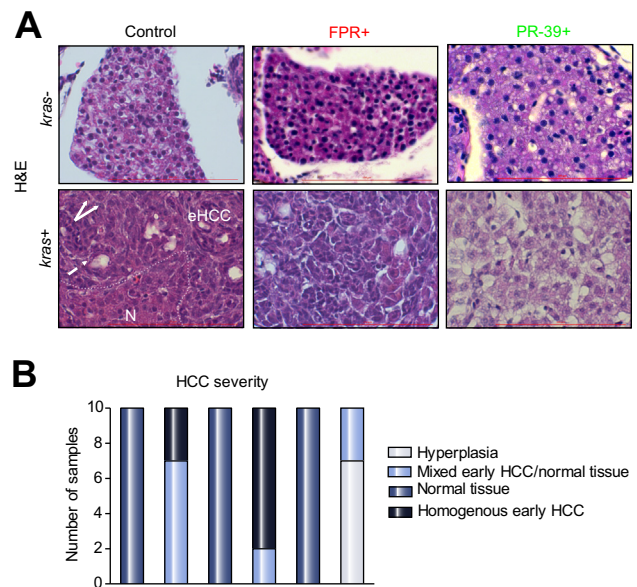 A
Control
FPR+
PR-39+
H&E
kras-
kras+
eHCC
N
B
HCC severity
Number of samples
10
8
6
4
2
0
Hyperplasia
Mixed early HCC/normal tissue
Normal tissue
Homogenous early HCC